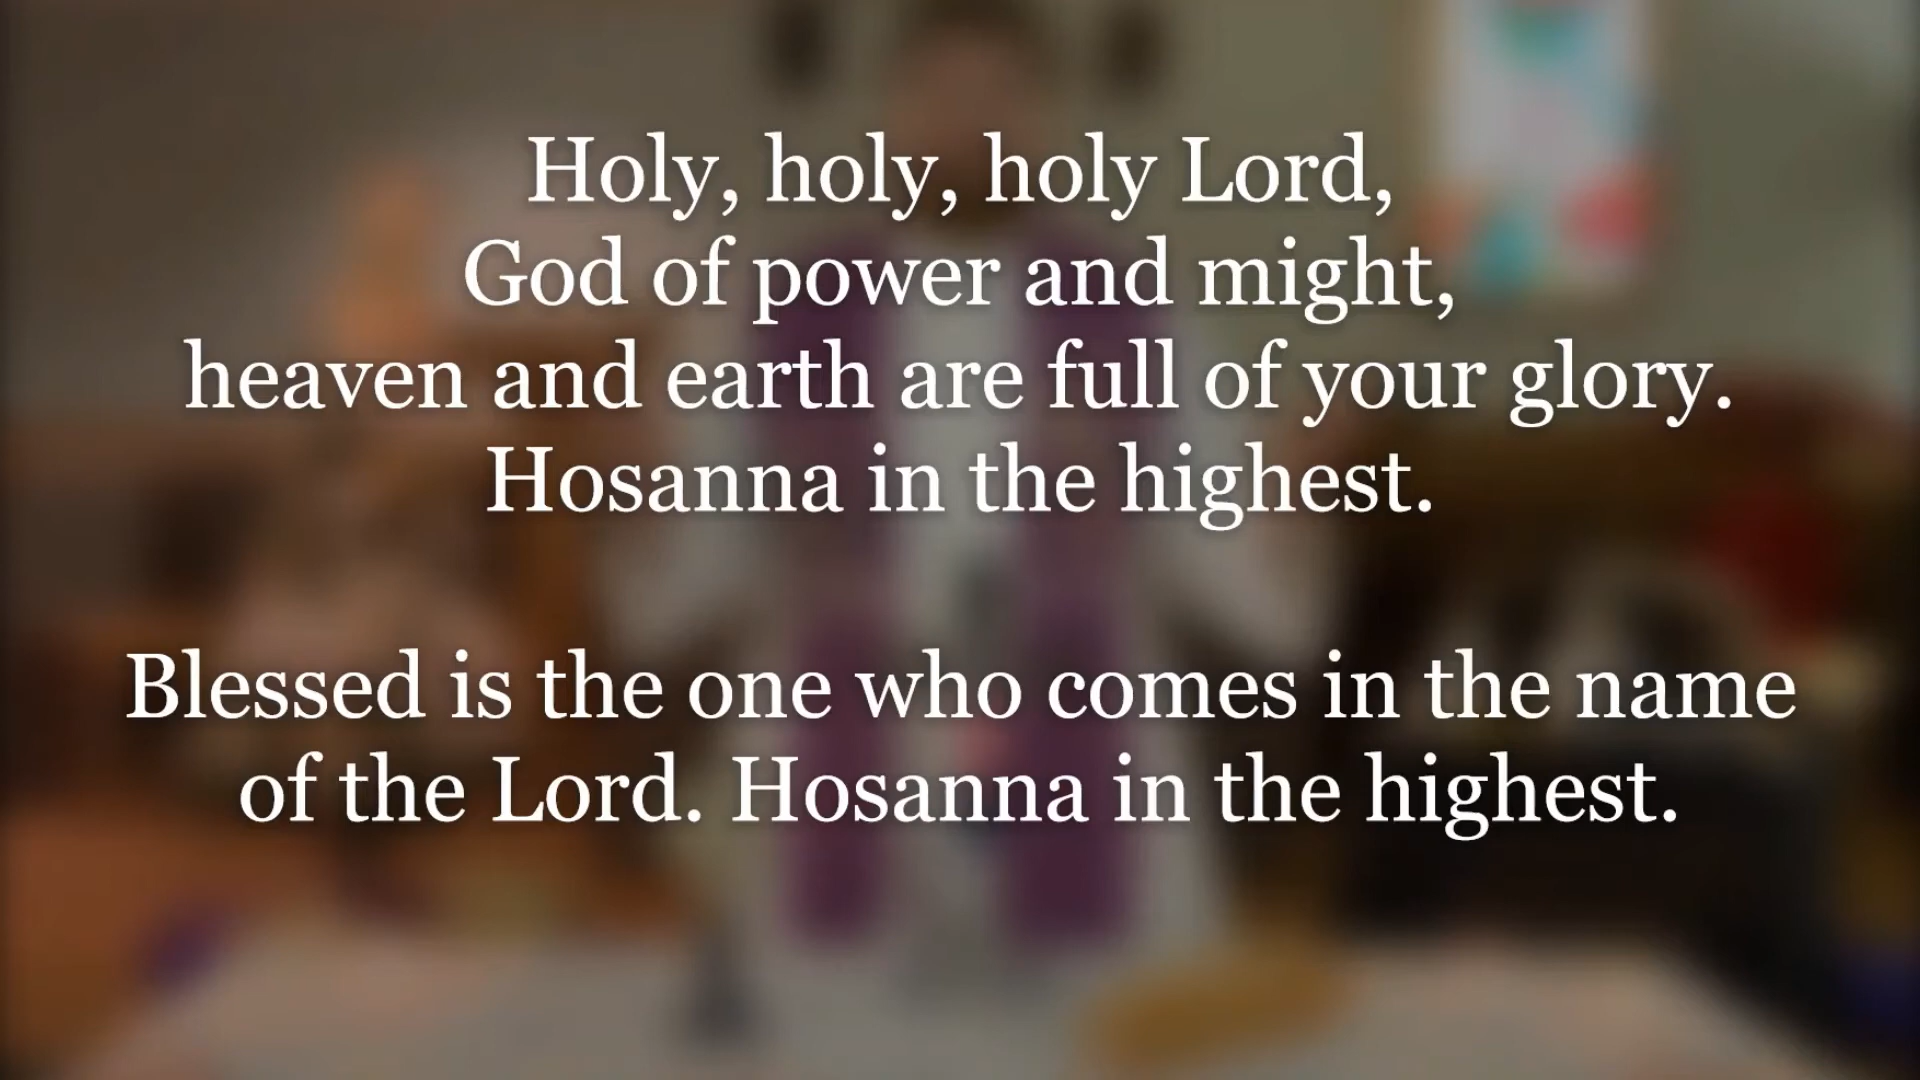 Holy, holy, holy Lord,
God of power and might,
heaven and earth are full of your glory.
Hosanna in the highest.
Blessed is the one who comes in the name
of the Lord. Hosanna in the highest.